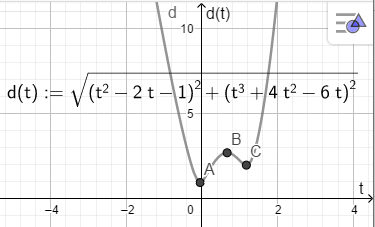 d d(t)
10
d(t) := √((t² − 2 t − 1)² + (t³ + 4 t² − 6 t)²)
5
B
C
A
t
−4 −2 0 2 4